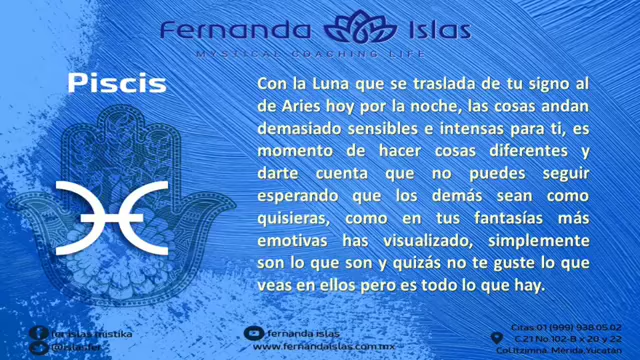 Fernanda Islas
MYSTICAL COACHING LIFE
Piscis
Con la Luna que se traslada de tu signo al
de Aries hoy por la noche, las cosas andan
demasiado sensibles e intensas para ti, es
momento de hacer cosas diferentes y
darte cuenta que no puedes seguir
esperando que los demás sean como
quisieras, como en tus fantasías más
emotivas has visualizado, simplemente
son lo que son y quizás no te guste lo que
veas en ellos pero es todo lo que hay.
fer islas mistika
@islasfer
fernanda islas
www.fernandaislas.com.mx
Citas: 01 (999) 938.05.02
C.21 No.102-B x 20 y 22
Col.Itzimná. Mérida,Yucatán